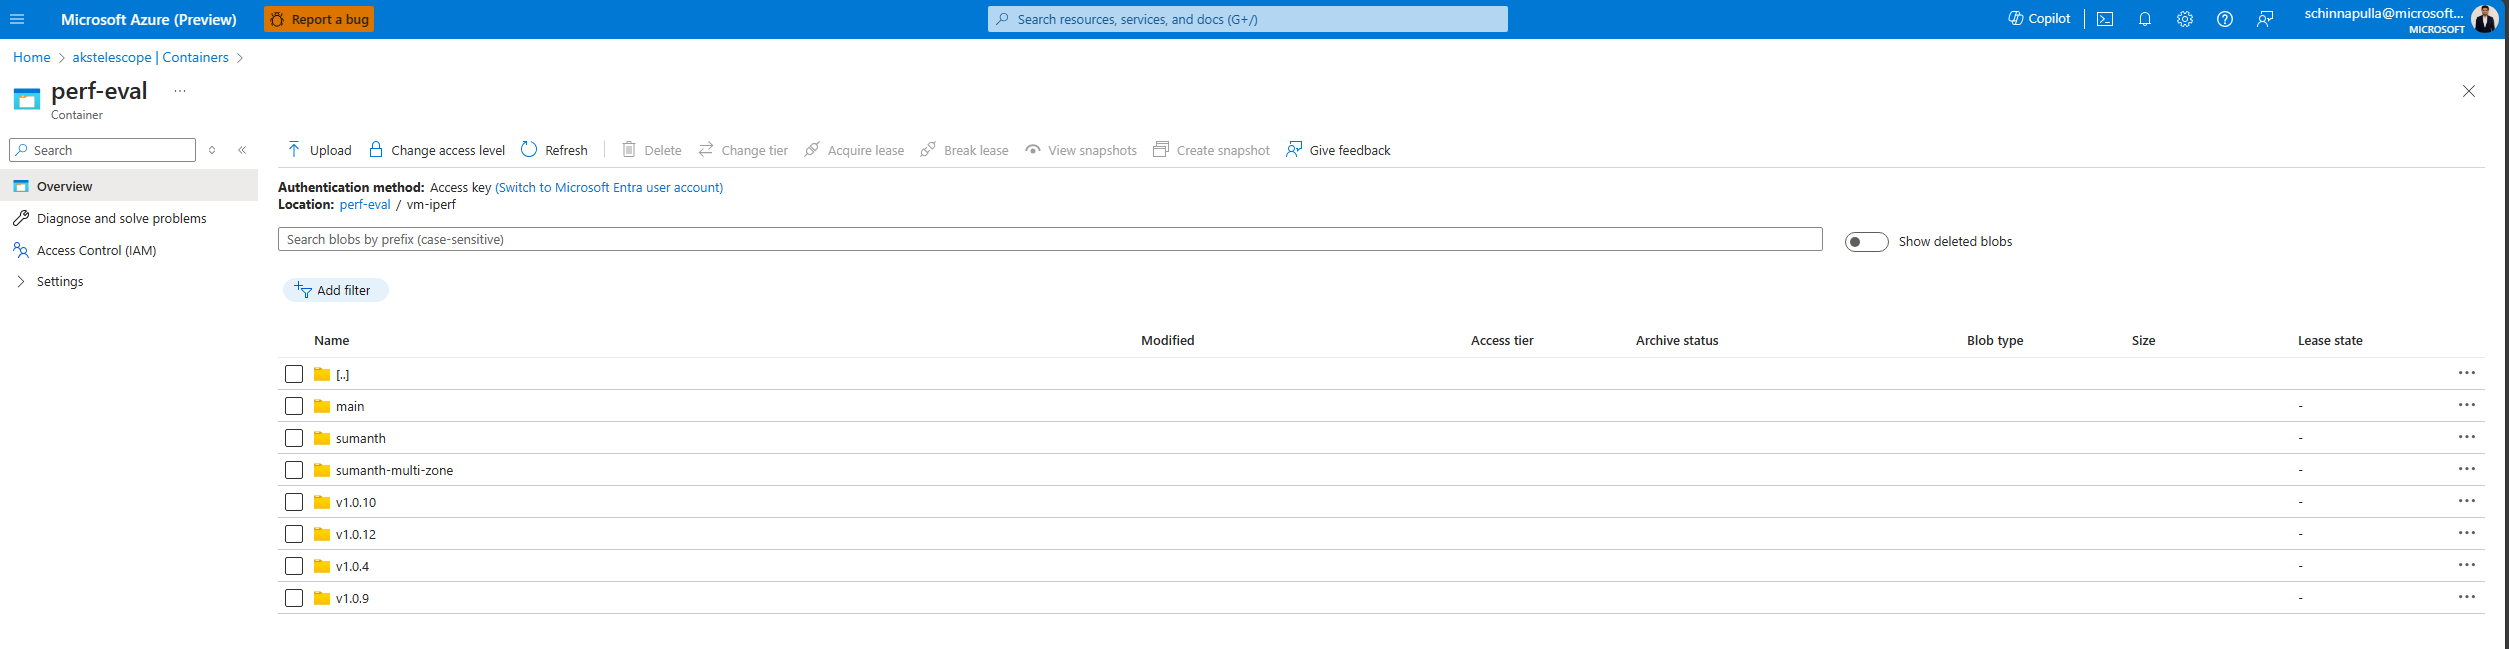 Microsoft Azure (Preview)
Report a bug
Search resources, services, and docs (G+/)
Copilot
schinnapulla@microsoft...
MICROSOFT
Home > akstelescope | Containers >
perf-eval ...
Container
Search
Overview
Diagnose and solve problems
Access Control (IAM)
Settings
Upload Change access level Refresh Delete Change tier Acquire lease Break lease View snapshots Create snapshot Give feedback
Authentication method: Access key (Switch to Microsoft Entra user account)
Location: perf-eval / vm-iperf
Search blobs by prefix (case-sensitive)
Show deleted blobs
Add filter
Name Modified Access tier Archive status Blob type Size Lease state
[..]
main -
sumanth -
sumanth-multi-zone -
v1.0.10 -
v1.0.12 -
v1.0.4 -
v1.0.9 -